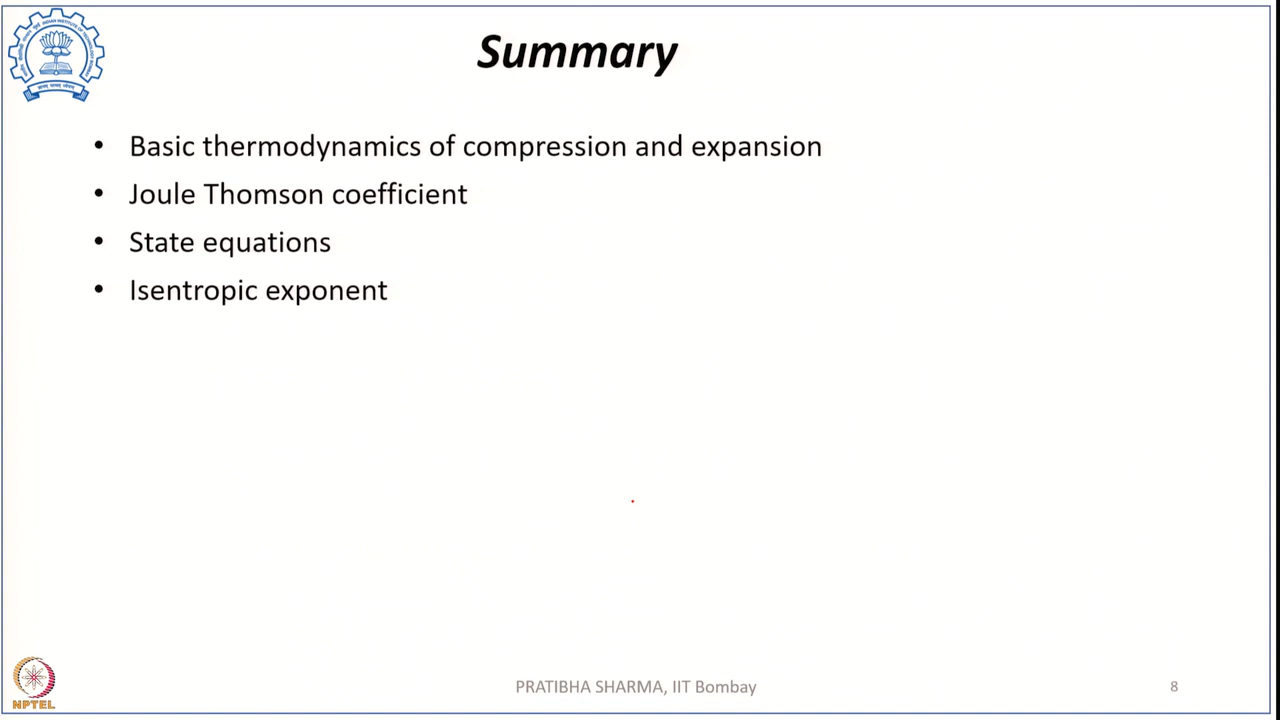 Summary
• Basic thermodynamics of compression and expansion
• Joule Thomson coefficient
• State equations
• Isentropic exponent
NPTEL
PRATIBHA SHARMA, IIT Bombay
8